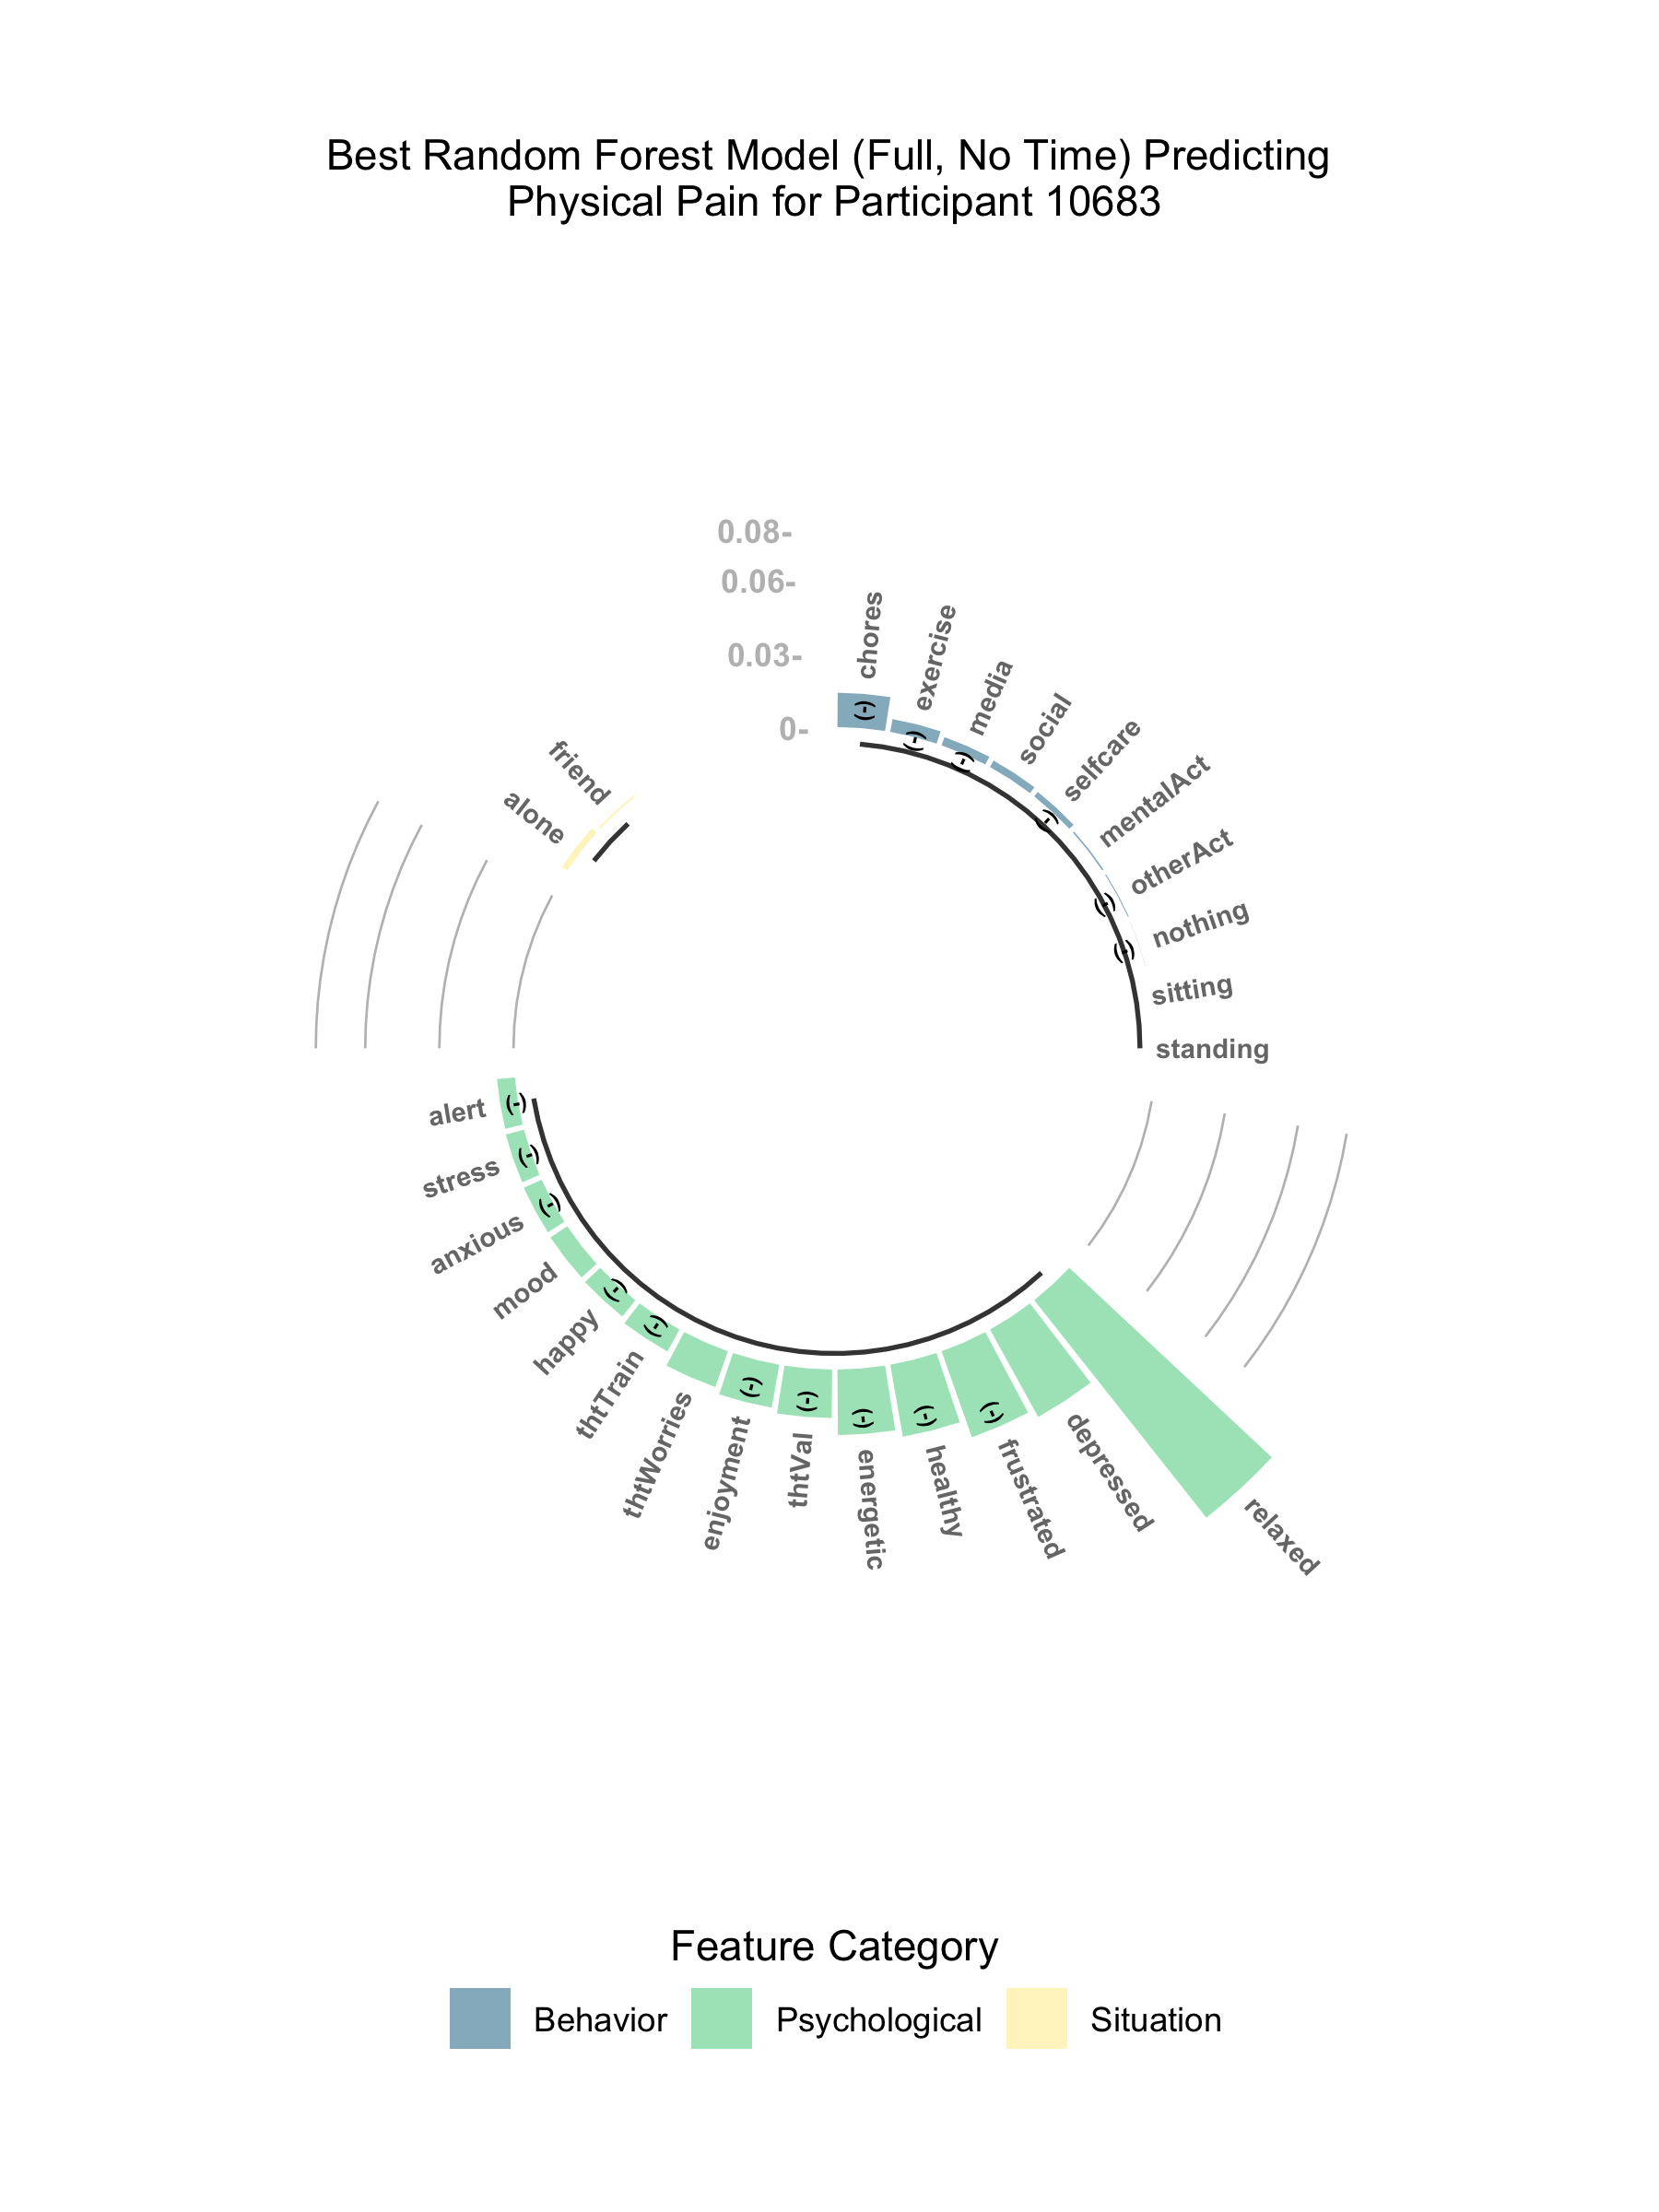 Best Random Forest Model (Full, No Time) Predicting
Physical Pain for Participant 10683
0.08-
0.06-
0.03-
0-
chores
exercise
media
social
selfcare
mentalAct
otherAct
nothing
sitting
standing
friend
alone
(-)
(-)
(-)
(-)
(-)
(-)
alert
stress
anxious
mood
happy
thtTrain
thtWorries
enjoyment
thtVal
energetic
healthy
frustrated
depressed
relaxed
(-)
(-)
(-)
(-)
(-)
(-)
(-)
(-)
(-)
(-)
Feature Category
Behavior
Psychological
Situation